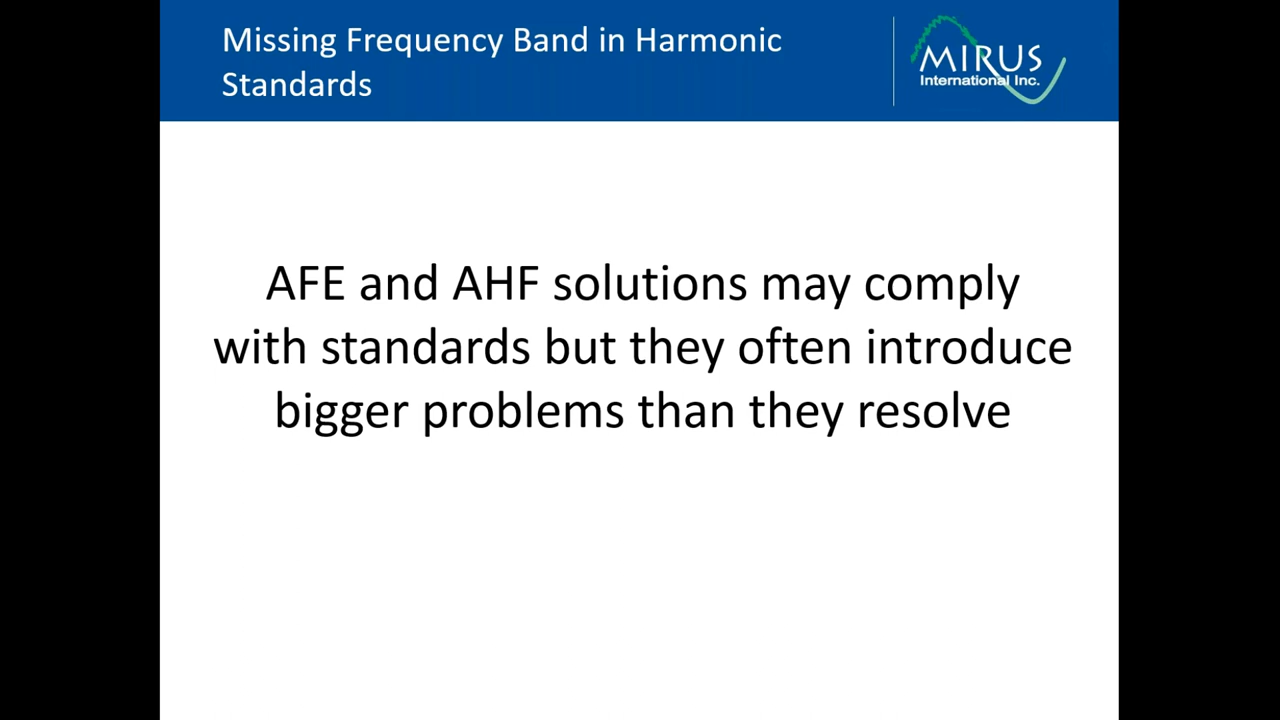 Missing Frequency Band in Harmonic
Standards
MIRUS
International Inc.
AFE and AHF solutions may comply
with standards but they often introduce
bigger problems than they resolve